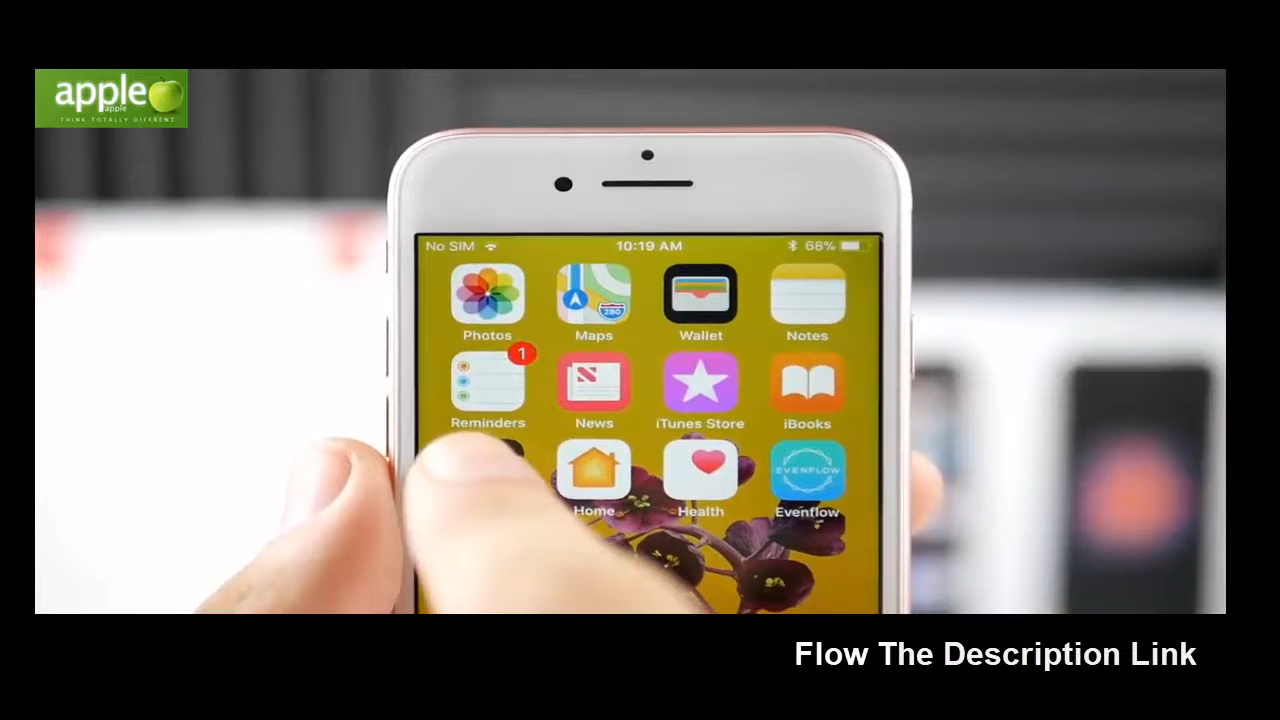 apple
apple
THINK TOTALLY DIFFERENT
No SIM 10:19 AM 68%
280
Photos Maps Wallet Notes
1
Reminders News iTunes Store iBooks
EVENFLOW
Home Health Evenflow
Flow The Description Link